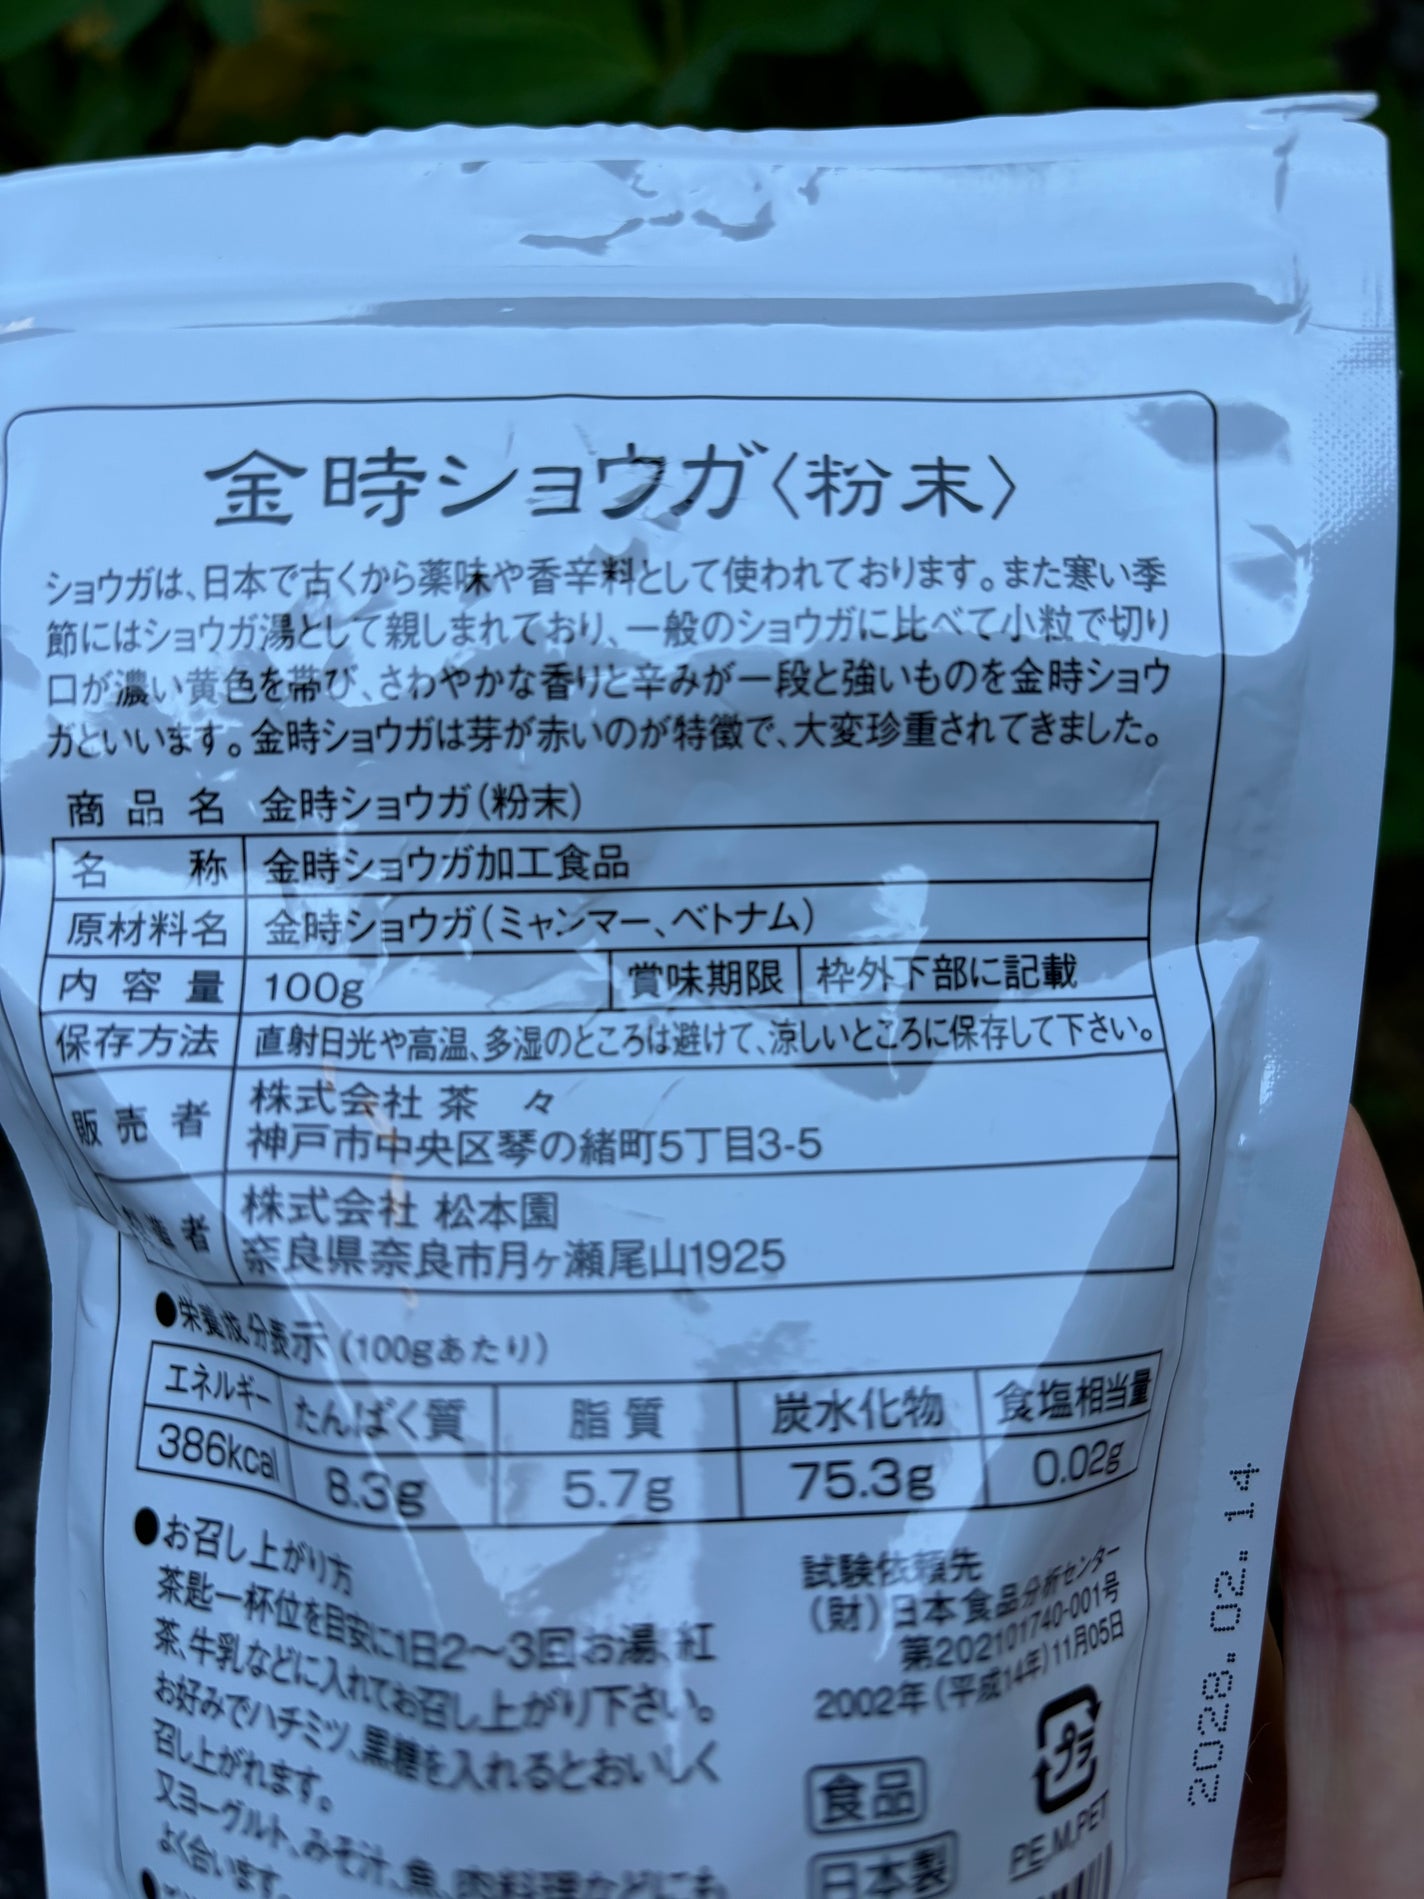 金時ショウガ〈粉末〉
ショウガは、日本で古くから薬味や香辛料として使われております。また寒い季
節にはショウガ湯として親しまれており、一般のショウガに比べて小粒で切り
口が濃い黄色を帯び、さわやかな香りと辛みが一段と強いものを金時ショウ
ガといいます。金時ショウガは芽が赤いのが特徴で、大変珍重されてきました。
商品名 金時ショウガ(粉末)
名称 金時ショウガ加工食品
原材料名 金時ショウガ(ミャンマー、ベトナム)
内容量 100g 賞味期限 枠外下部に記載
保存方法 直射日光や高温、多湿のところは避けて、涼しいところに保存して下さい。
販売者 株式会社 茶 々
神戸市中央区琴の緒町5丁目3-5
者 株式会社 松本園
奈良県奈良市月ヶ瀬尾山1925
●栄養成分表示(100gあたり)
エネルギー たんぱく質 脂質 炭水化物 食塩相当量
386kcal 8.3g 5.7g 75.3g 0.02g
●お召し上がり方
茶匙一杯位を目安に1日2〜3回お湯、紅
茶、牛乳などに入れてお召し上がり下さい。
お好みでハチミツ、黒糖を入れるとおいしく
召し上がれます。
又ヨーグルト、みそ汁、魚、肉料理などにも
よく合います。
試験依頼先
(財)日本食品分析センター
第202101740-001号
2002年(平成14年)11月05日
食品
日本製
プラ
PE.M.PET
2028.02.14